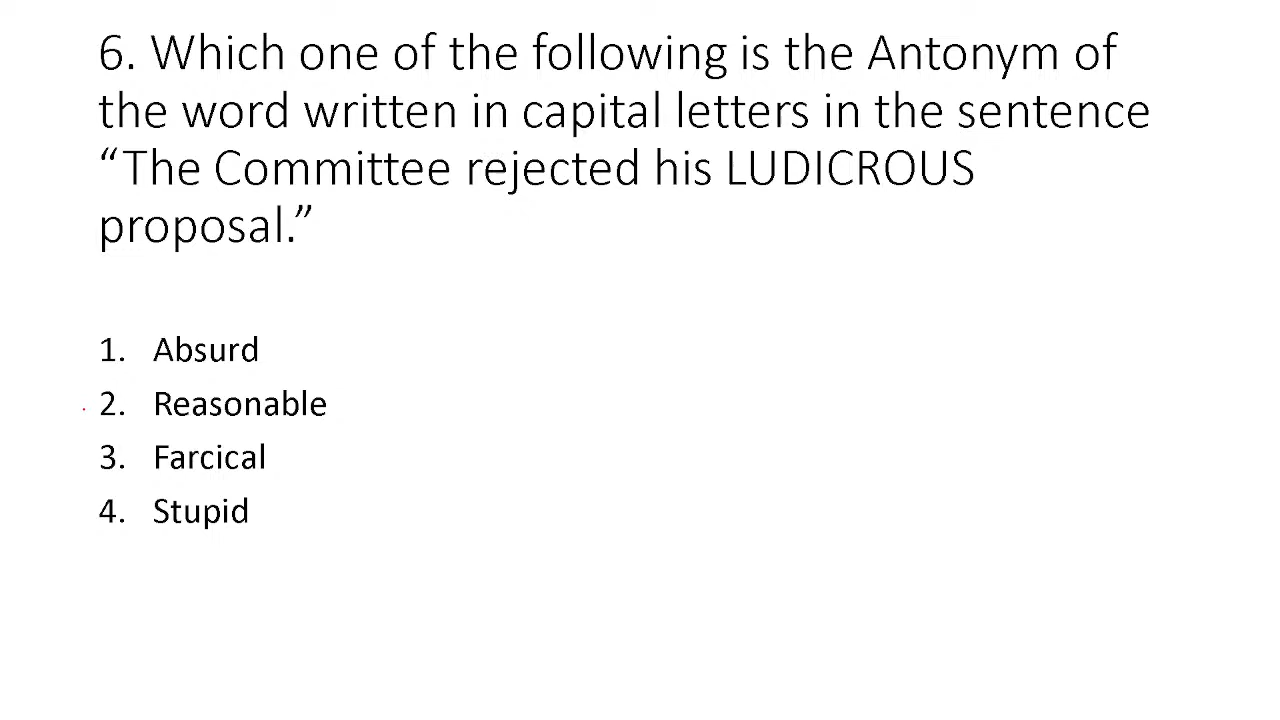 6. Which one of the following is the Antonym of
the word written in capital letters in the sentence
“The Committee rejected his LUDICROUS
proposal.”
1. Absurd
2. Reasonable
3. Farcical
4. Stupid